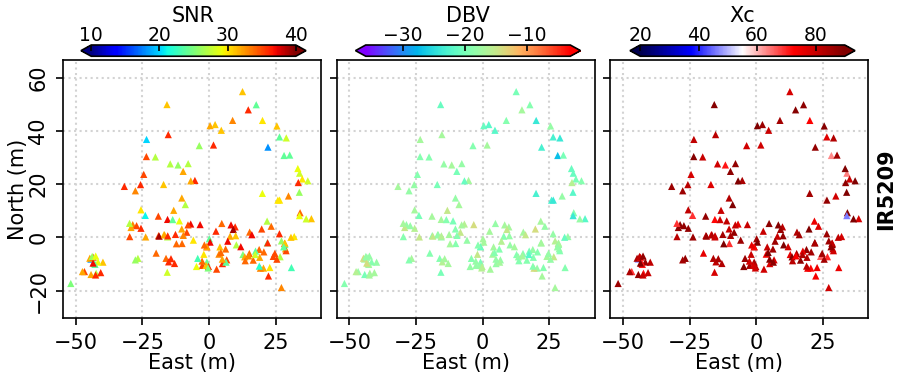 SNR DBV Xc
10 20 30 40 −30 −20 −10 20 40 60 80
60
40
20
0
−20
North (m)
−50 −25 0 25 −50 −25 0 25 −50 −25 0 25
East (m) East (m) East (m)
IR5209